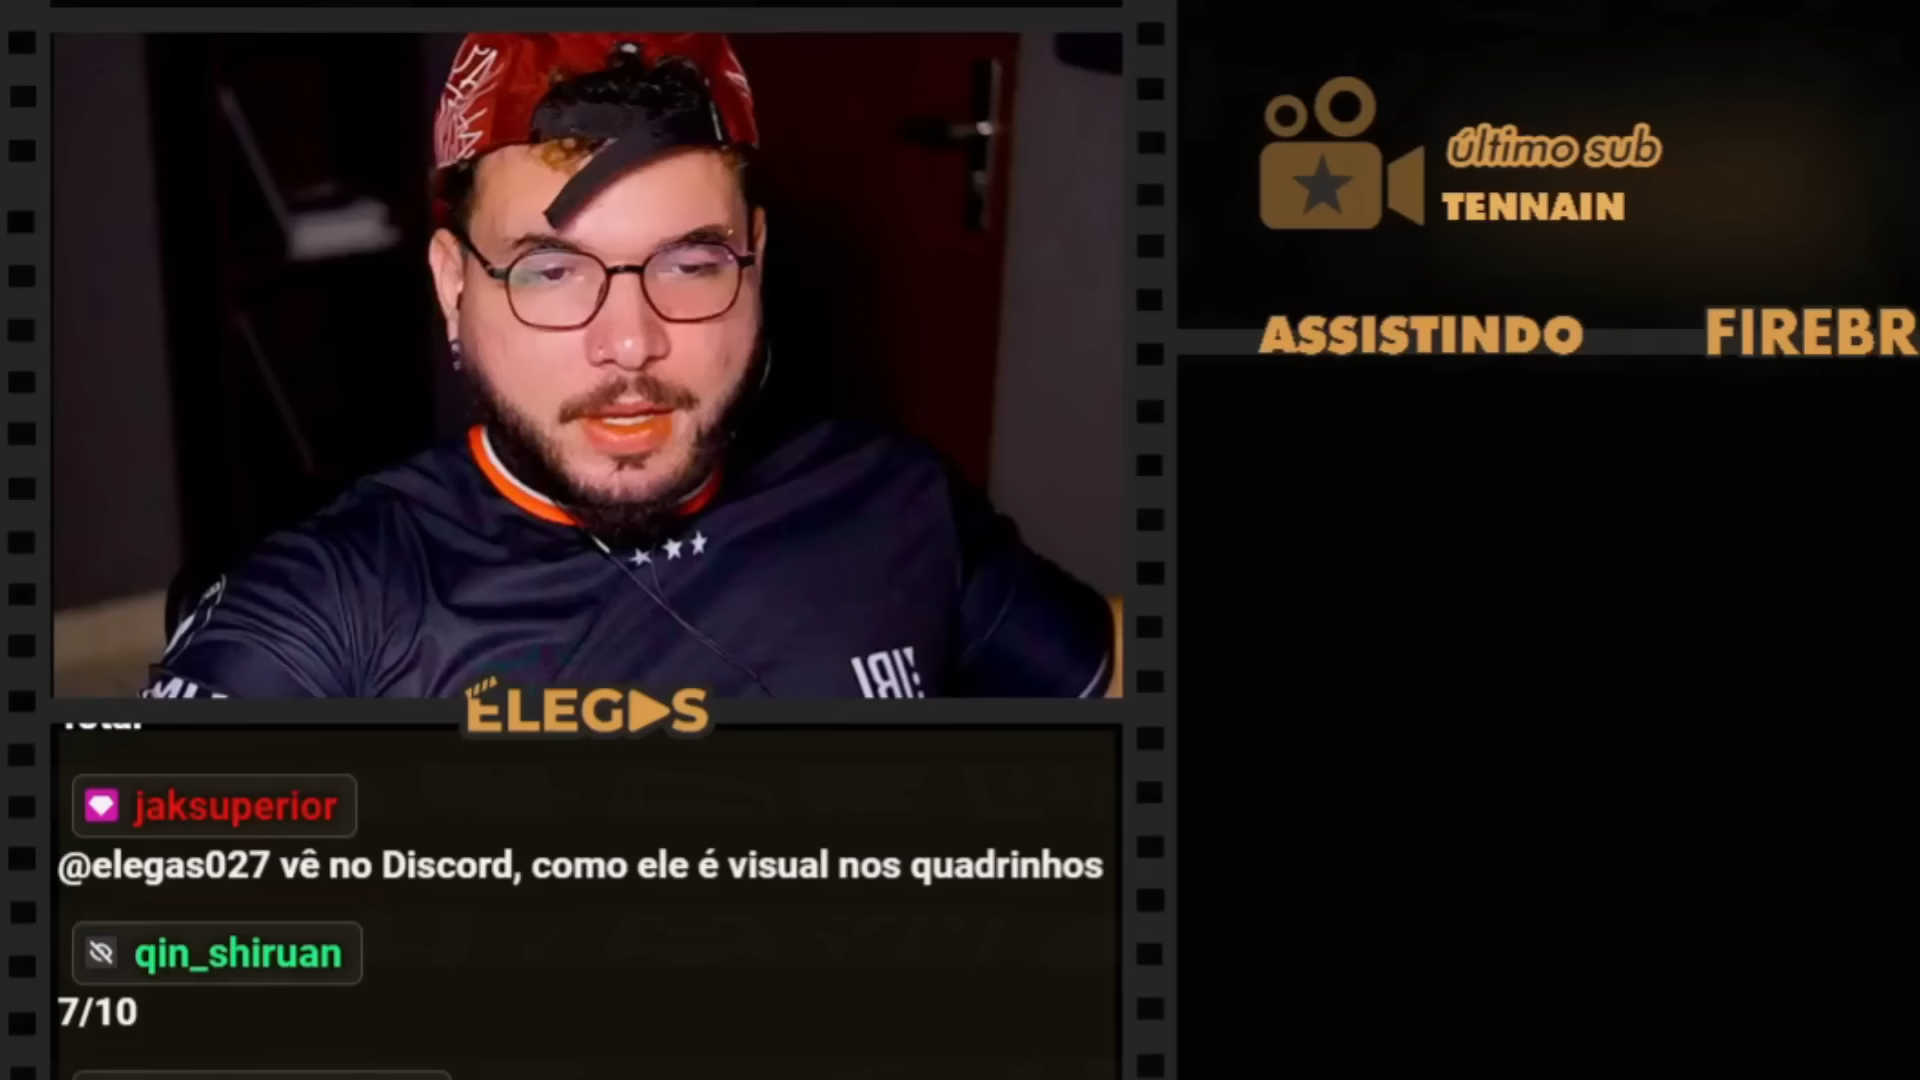 último sub
TENNAIN
ASSISTINDO FIREBR
ELEGAS
jaksuperior
@elegas027 vê no Discord, como ele é visual nos quadrinhos
qin_shiruan
7/10